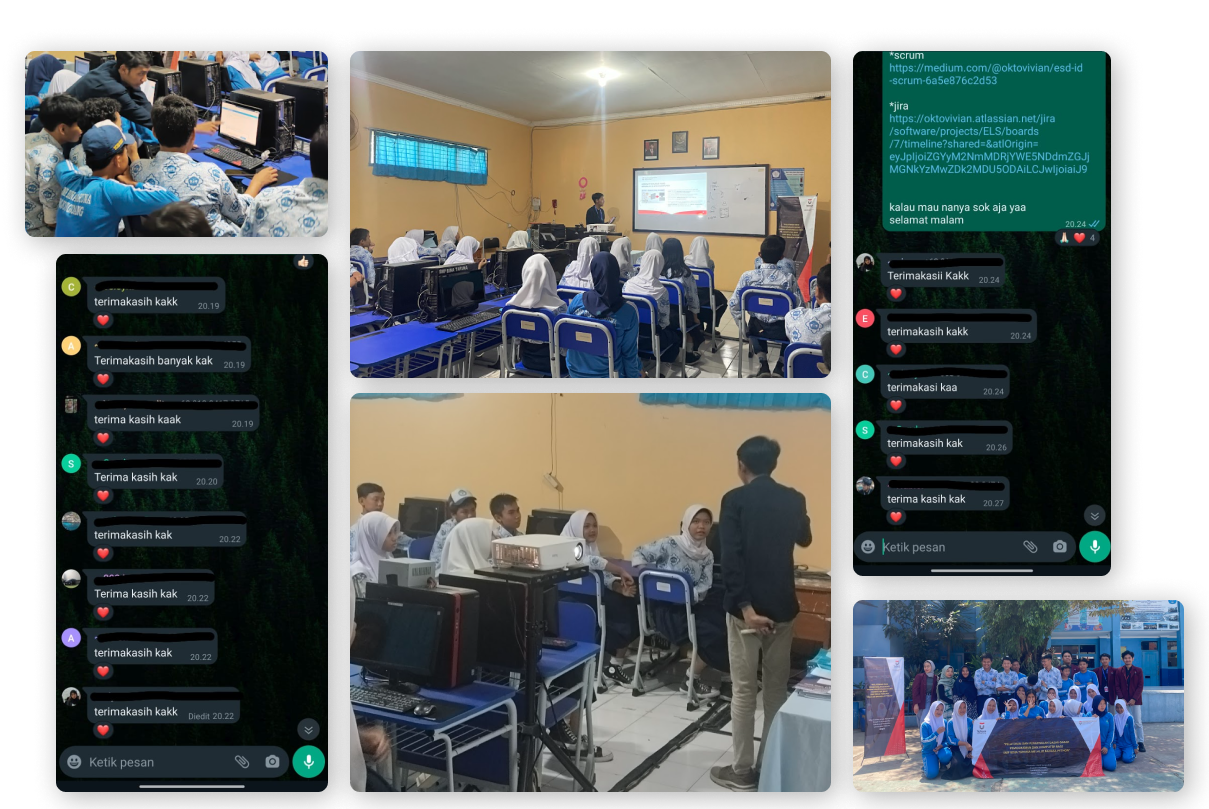 C
terimakasih kakk
20.19
A
Terimakasih banyak kak
20.19
terima kasih kaak
20.19
S
Terima kasih kak
20.20
terimakasih kak
20.22
Terima kasih kak
20.22
A
terimakasih kak
20.22
terimakasih kakk
Diedit 20.22
Ketik pesan
SMP BINA TARUNA
*scrum
https://medium.com/@oktovivian/esd-id
-scrum-6a5e876c2d53
*jira
https://oktovivian.atlassian.net/jira
/software/projects/ELS/boards
/7/timeline?shared=&atlOrigin=
eyJpIjoiZGYyM2NmMDRjYWE5NDdmZGJj
MGNkYzMwZDk2MDU5ODAiLCJwIjoiaiJ9
kalau mau nanya sok aja yaa
selamat malam
20.24
4
Terimakasii Kakk
20.24
E
terimakasih kakk
20.24
C
terimakasi kaa
20.24
S
terimakasih kak
20.26
terima kasih kak
20.27
Ketik pesan